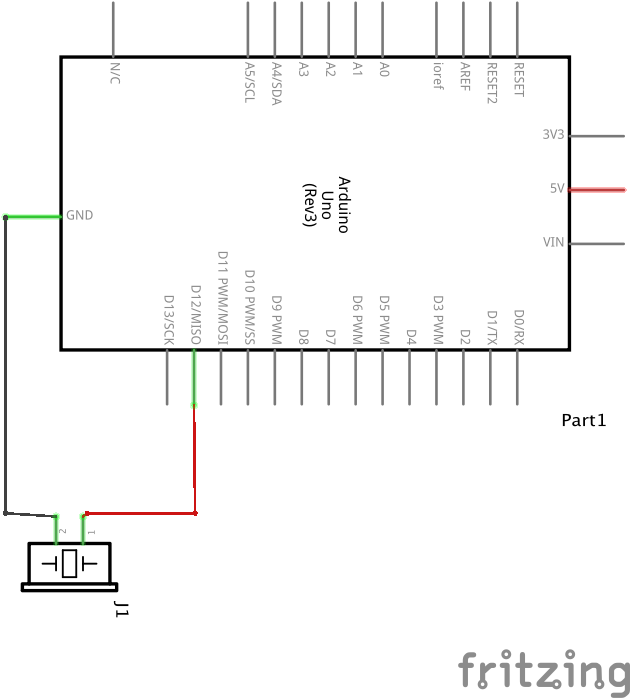 N/C
A5/SCL
A4/SDA
A3
A2
A1
A0
ioref
AREF
RESET2
RESET
3V3
5V
VIN
Arduino
Uno
(Rev3)
GND
D13/SCK
D12/MISO
D11 PWM/MOSI
D10 PWM/SS
D9 PWM
D8
D7
D6 PWM
D5 PWM
D4
D3 PWM
D2
D1/TX
D0/RX
Part1
2
1
J1
fritzing